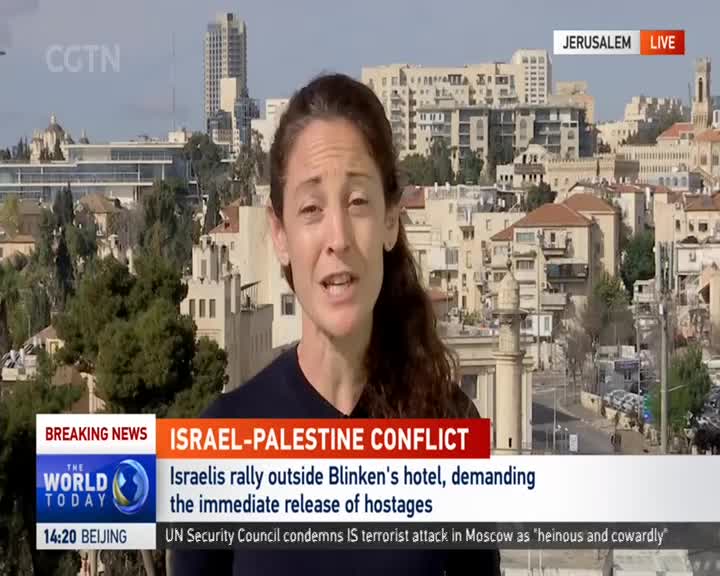 CGTN
JERUSALEM LIVE
BREAKING NEWS
ISRAEL-PALESTINE CONFLICT
THE
WORLD
TODAY
Israelis rally outside Blinken's hotel, demanding
the immediate release of hostages
14:20 BEIJING
UN Security Council condemns IS terrorist attack in Moscow as "heinous and cowardly"